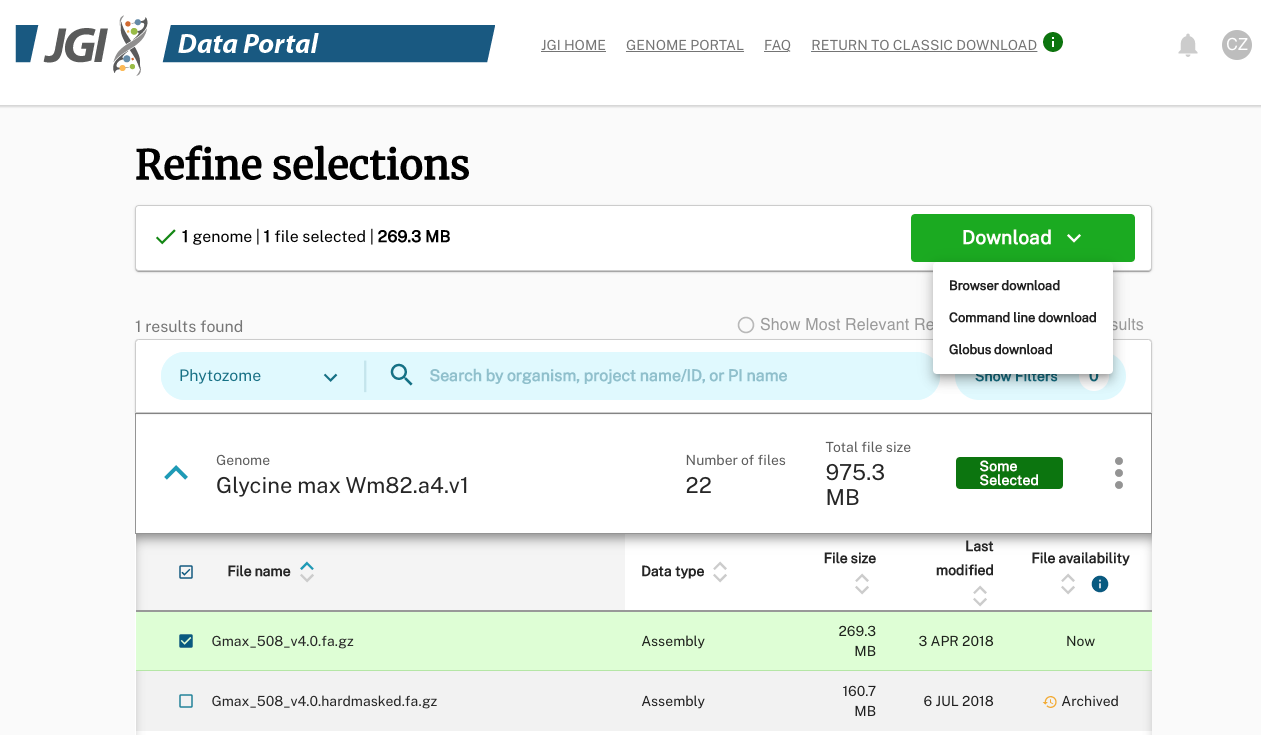 JGI Data Portal
JGI HOME GENOME PORTAL FAQ RETURN TO CLASSIC DOWNLOAD i
CZ
Refine selections
1 genome | 1 file selected | 269.3 MB
Download
Browser download
Command line download
Globus download
1 results found
Show Most Relevant Re
sults
Phytozome
Search by organism, project name/ID, or PI name
Show Filters 0
Genome
Glycine max Wm82.a4.v1
Number of files
22
Total file size
975.3
MB
Some
Selected
File name
Data type
File size
Last
modified
File availability
i
Gmax_508_v4.0.fa.gz
Assembly
269.3
MB
3 APR 2018
Now
Gmax_508_v4.0.hardmasked.fa.gz
Assembly
160.7
MB
6 JUL 2018
Archived